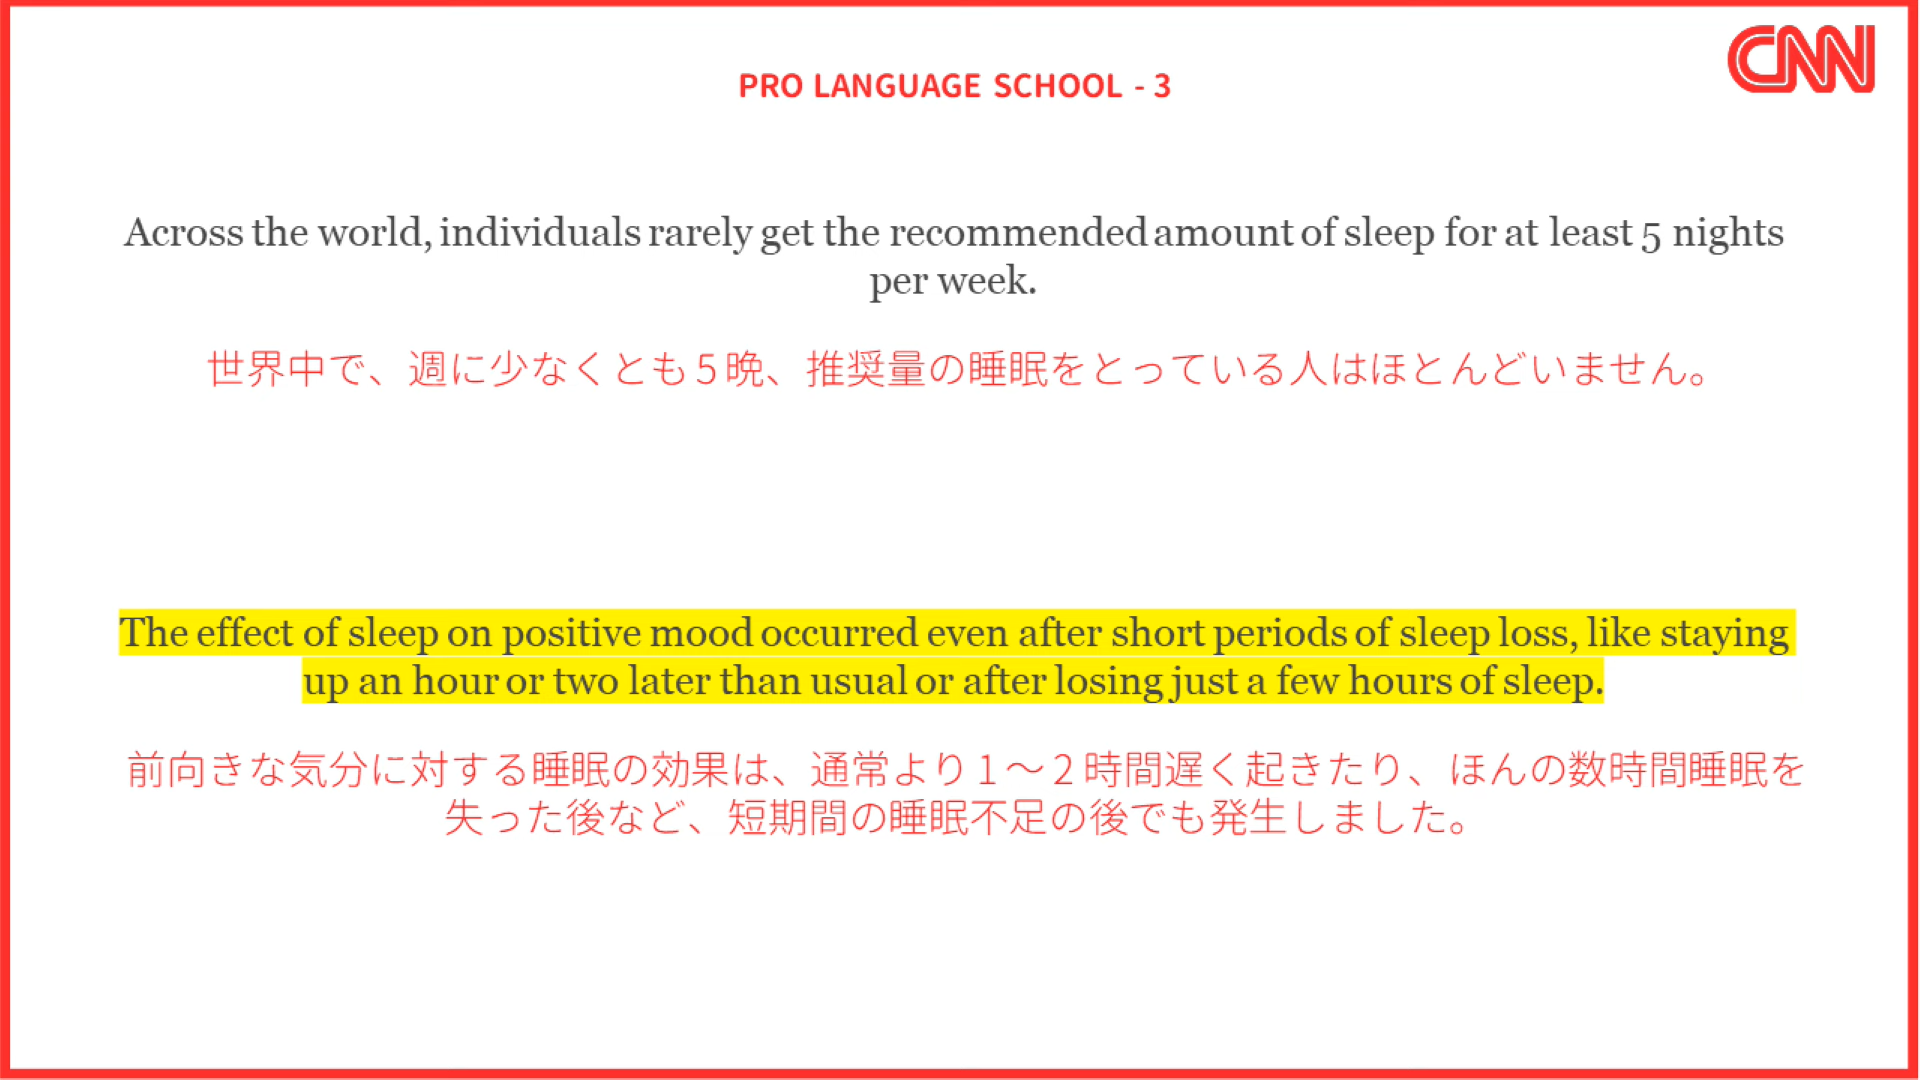 CNN
PRO LANGUAGE SCHOOL - 3
Across the world, individuals rarely get the recommended amount of sleep for at least 5 nights
per week.
世界中で、週に少なくとも５晩、推奨量の睡眠をとっている人はほとんどいません。
The effect of sleep on positive mood occurred even after short periods of sleep loss, like staying
up an hour or two later than usual or after losing just a few hours of sleep.
前向きな気分に対する睡眠の効果は、通常より１～２時間遅く起きたり、ほんの数時間睡眠を
失った後など、短期間の睡眠不足の後でも発生しました。